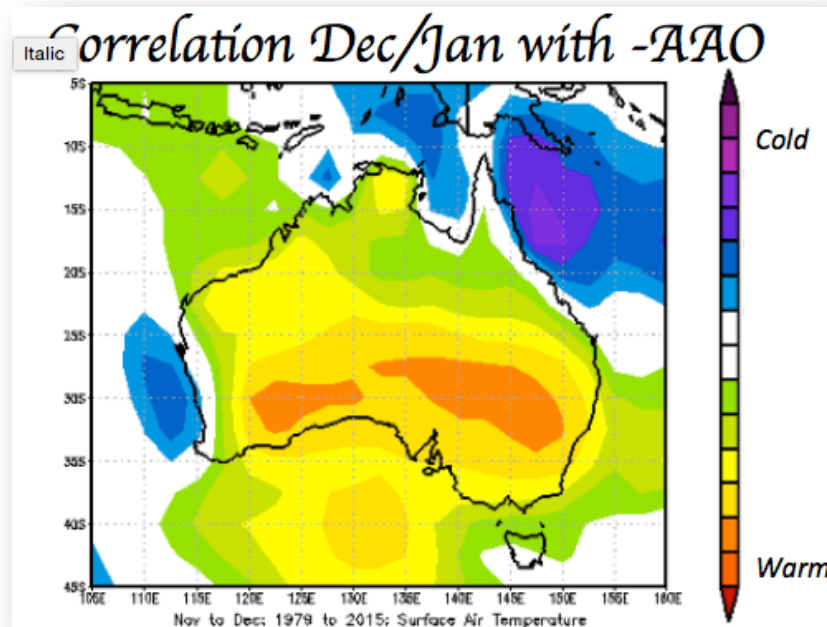 Correlation Dec/Jan with -AAO
Italic
Cold
Warm
5S
10S
15S
20S
25S
30S
35S
40S
45S
105E 110E 115E 120E 125E 130E 135E 140E 145E 150E 155E 160E
Nov to Dec: 1979 to 2015: Surface Air Temperature